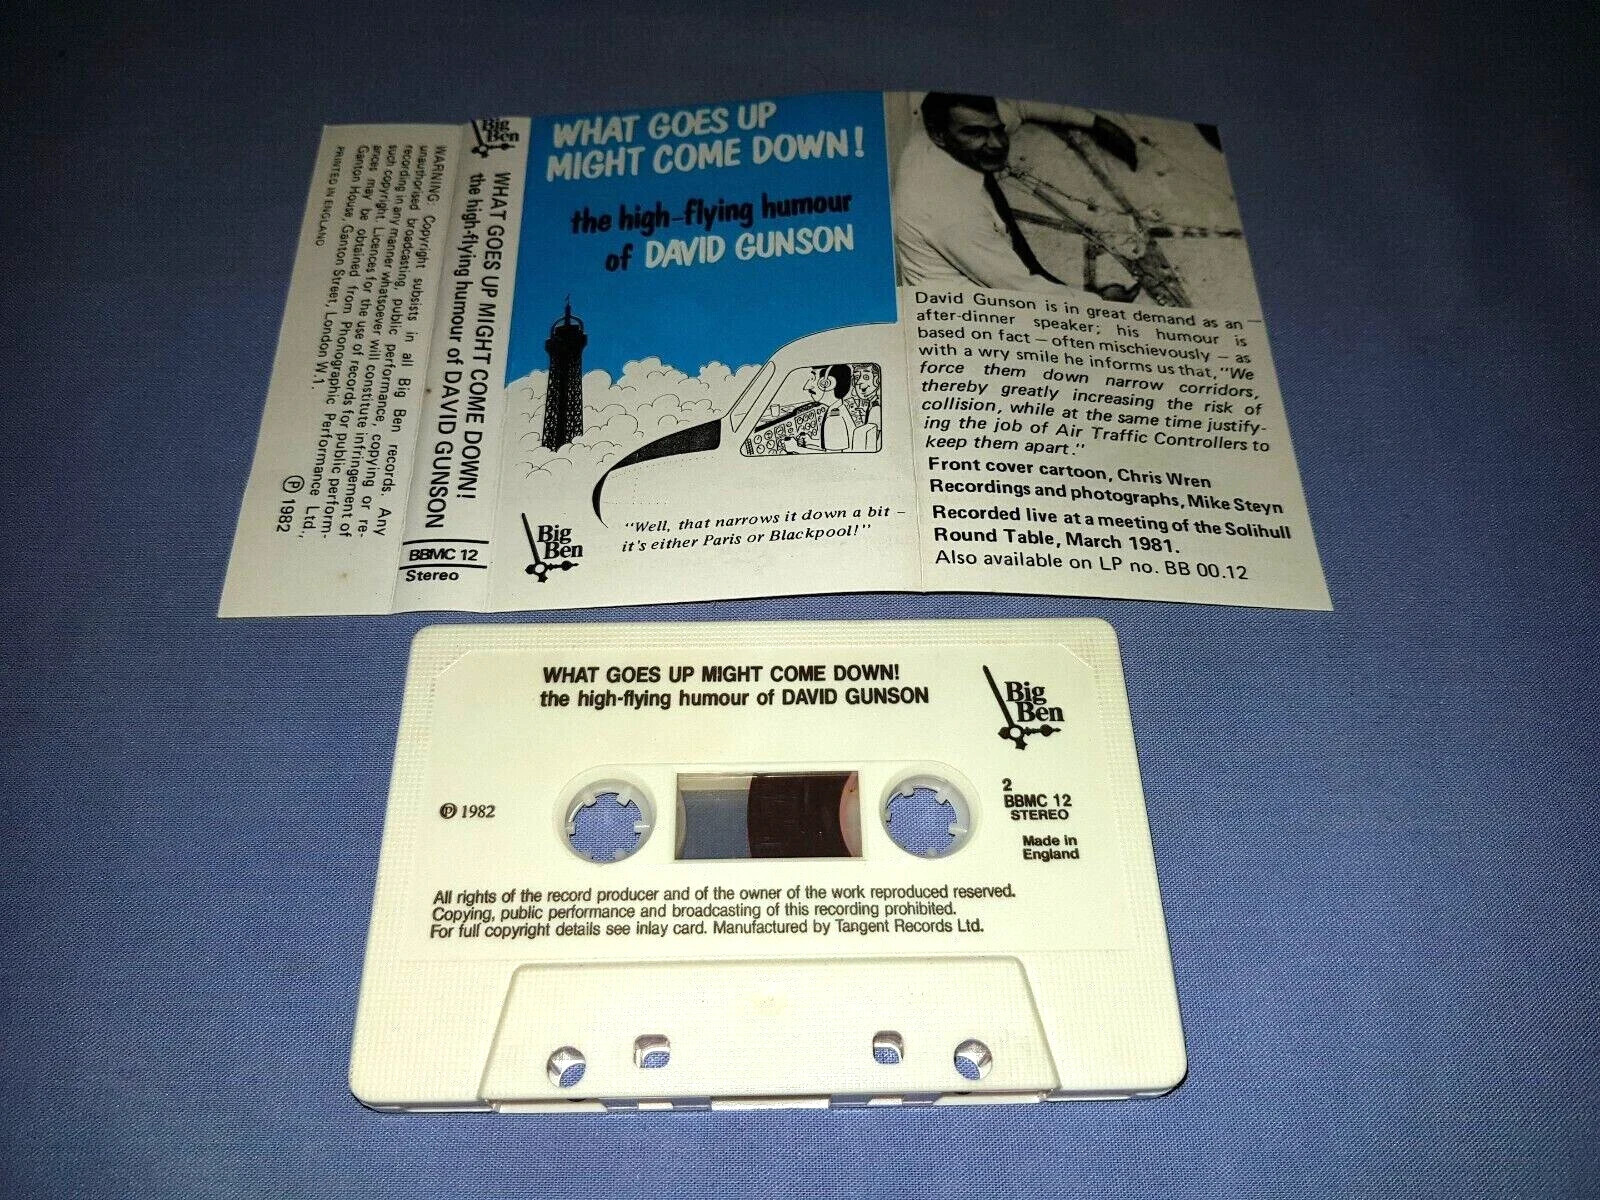 WARNING: Copyright subsists in all Big Ben records. Any
unauthorised broadcasting, public performance, copying or re-
recording in any manner whatsoever will constitute infringement of
such copyright. Licences for the use of records for public perform-
ances may be obtained from Phonographic Performance Ltd.,
Ganton House, Ganton Street, London W.1.
PRINTED IN ENGLAND
Ⓟ 1982
Big
Ben
WHAT GOES UP MIGHT COME DOWN!
the high-flying humour of DAVID GUNSON
BBMC 12
Stereo
WHAT GOES UP
MIGHT COME DOWN!
the high-flying humour
of DAVID GUNSON
"Well, that narrows it down a bit –
it's either Paris or Blackpool!"
Big
Ben
David Gunson is in great demand as an
after-dinner speaker; his humour is
based on fact – often mischievously – as
with a wry smile he informs us that, "We
force them down narrow corridors,
thereby greatly increasing the risk of
collision, while at the same time justify-
ing the job of Air Traffic Controllers to
keep them apart."
Front cover cartoon, Chris Wren
Recordings and photographs, Mike Steyn
Recorded live at a meeting of the Solihull
Round Table, March 1981.
Also available on LP no. BB 00.12
WHAT GOES UP MIGHT COME DOWN!
the high-flying humour of DAVID GUNSON
Big
Ben
Ⓟ 1982
2
BBMC 12
STEREO
Made in
England
All rights of the record producer and of the owner of the work reproduced reserved.
Copying, public performance and broadcasting of this recording prohibited.
For full copyright details see inlay card. Manufactured by Tangent Records Ltd.